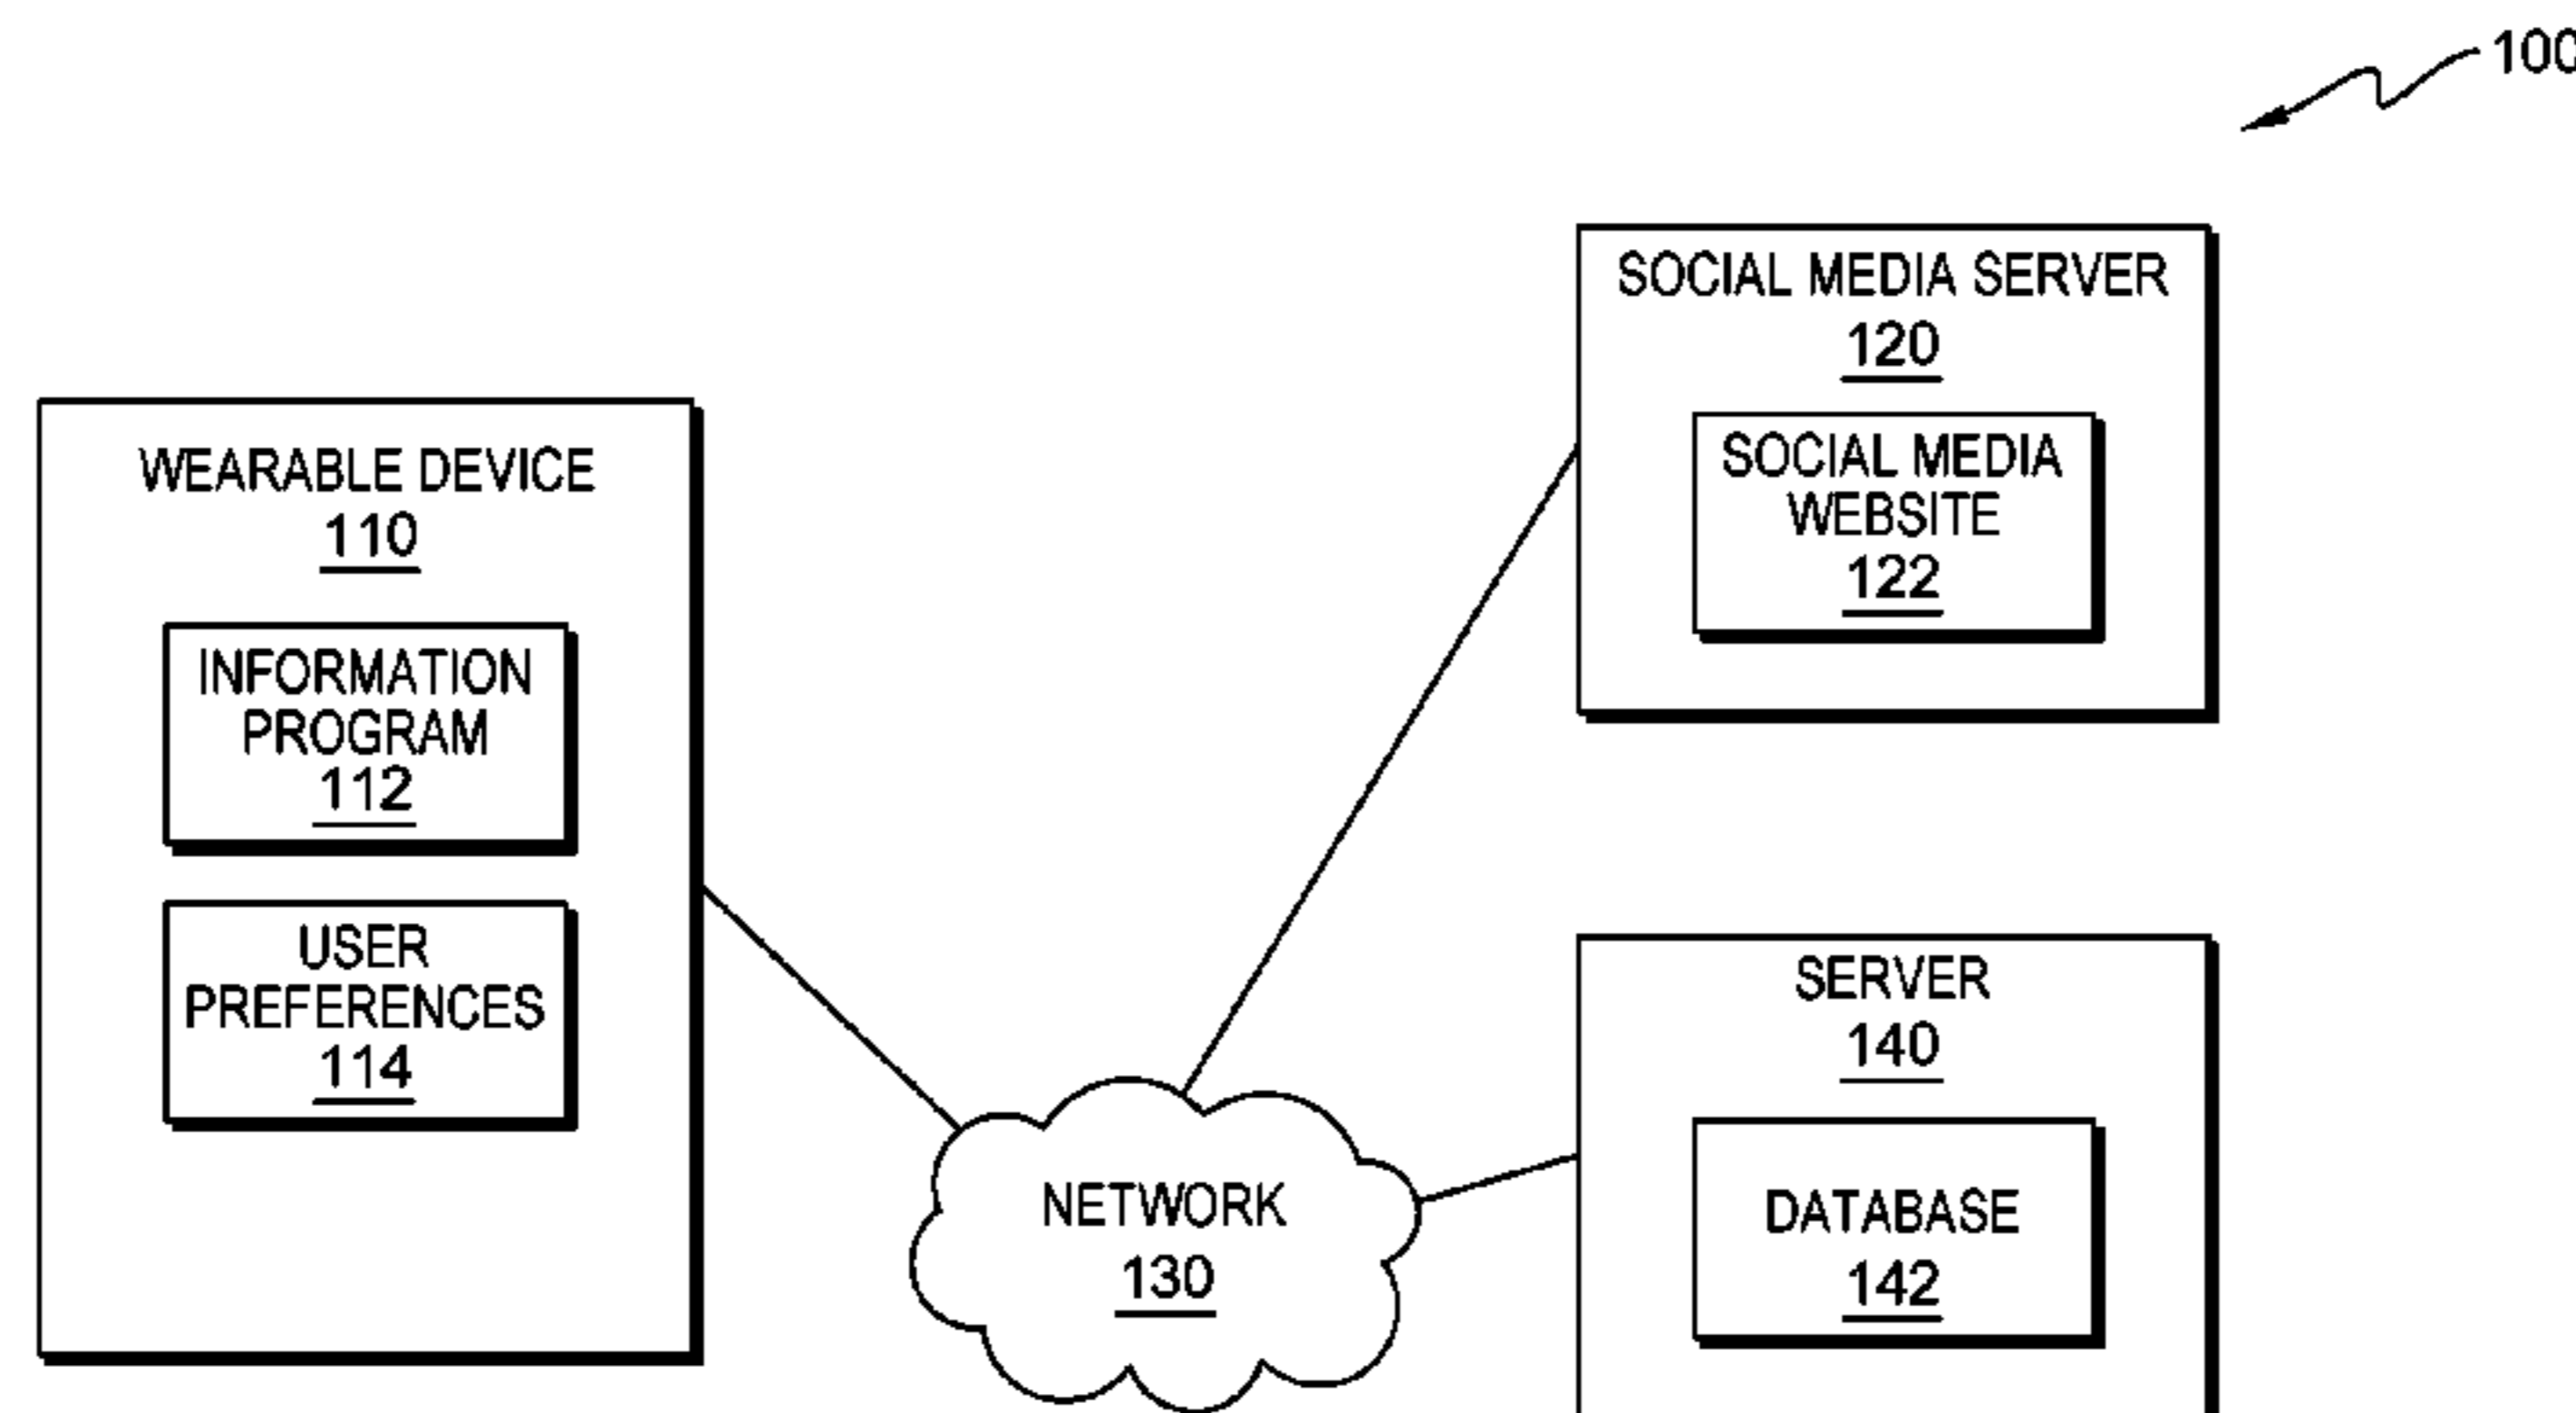 100
SOCIAL MEDIA SERVER
120
SOCIAL MEDIA
WEBSITE
122
WEARABLE DEVICE
110
INFORMATION
PROGRAM
112
USER
PREFERENCES
114
SERVER
140
DATABASE
142
NETWORK
130